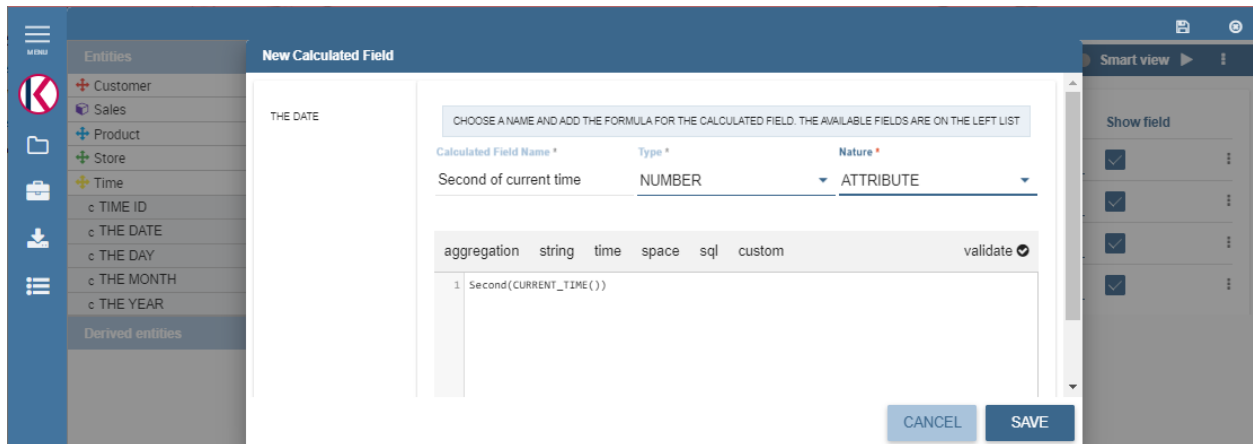 MENU
Entities
Customer
Sales
Product
Store
Time
c TIME ID
c THE DATE
c THE DAY
c THE MONTH
c THE YEAR
Derived entities
New Calculated Field
THE DATE
CHOOSE A NAME AND ADD THE FORMULA FOR THE CALCULATED FIELD. THE AVAILABLE FIELDS ARE ON THE LEFT LIST
Calculated Field Name * Type * Nature *
Second of current time NUMBER ATTRIBUTE
aggregation string time space sql custom validate
1 Second(CURRENT_TIME())
CANCEL SAVE
Smart view
Show field